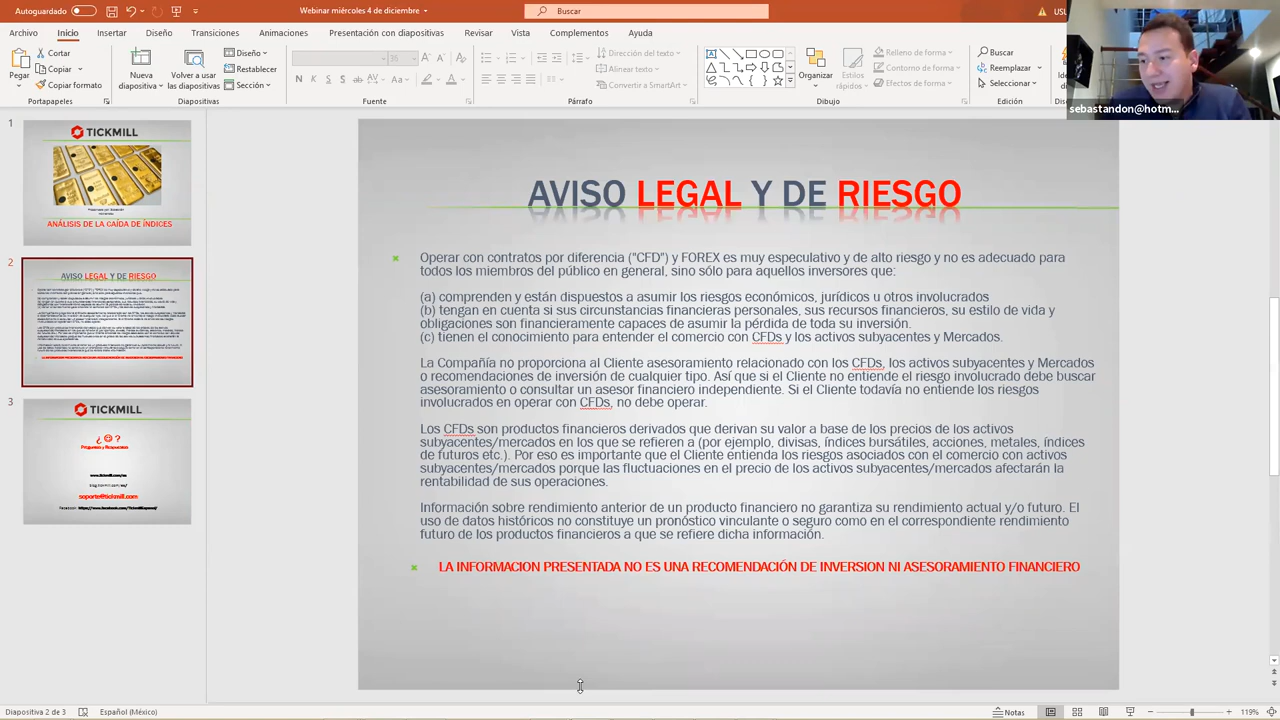 Autoguardado
Webinar miércoles 4 de diciembre
Buscar
Archivo
Inicio
Insertar
Diseño
Transiciones
Animaciones
Presentación con diapositivas
Revisar
Vista
Complementos
Ayuda
Pegar
Cortar
Copiar
Copiar formato
Portapapeles
Nueva
diapositiva
Volver a usar
las diapositivas
Diseño
Restablecer
Sección
Diapositivas
Fuente
Dirección del texto
Alinear texto
Convertir a SmartArt
Párrafo
Organizar
Estilos
rápidos
Relleno de forma
Contorno de forma
Efectos de forma
Dibujo
Buscar
Reemplazar
Seleccionar
Edición
sebastandon@hotm...
1
TICKMILL
ANÁLISIS DE LA CAÍDA DE ÍNDICES
2
AVISO LEGAL Y DE RIESGO
3
TICKMILL
¿ ?
Preguntas y Respuestas
www.tickmill.com/es
soporte@tickmill.com
AVISO LEGAL Y DE RIESGO
Operar con contratos por diferencia ("CFD") y FOREX es muy especulativo y de alto riesgo y no es adecuado para
todos los miembros del público en general, sino sólo para aquellos inversores que:
(a) comprenden y están dispuestos a asumir los riesgos económicos, jurídicos u otros involucrados
(b) tengan en cuenta si sus circunstancias financieras personales, sus recursos financieros, su estilo de vida y
obligaciones son financieramente capaces de asumir la pérdida de toda su inversión.
(c) tienen el conocimiento para entender el comercio con CFDs y los activos subyacentes y Mercados.
La Compañía no proporciona al Cliente asesoramiento relacionado con los CFDs, los activos subyacentes y Mercados
o recomendaciones de inversión de cualquier tipo. Así que si el Cliente no entiende el riesgo involucrado debe buscar
asesoramiento o consultar un asesor financiero independiente. Si el Cliente todavía no entiende los riesgos
involucrados en operar con CFDs, no debe operar.
Los CFDs son productos financieros derivados que derivan su valor a base de los precios de los activos
subyacentes/mercados en los que se refieren a (por ejemplo, de los índices bursátiles, acciones, metales, índices
de futuros etc.). Por eso es importante que el Cliente entienda los riesgos asociados con el comercio con activos
subyacentes/mercados porque las fluctuaciones en el precio de los activos subyacentes/mercados afectarán la
rentabilidad de sus operaciones.
Información sobre rendimiento anterior de un producto financiero no garantiza su rendimiento actual y/o futuro. El
uso de datos históricos no constituye un pronóstico vinculante o seguro como en el correspondiente rendimiento
futuro de los productos financieros a que se refiere dicha información.
LA INFORMACION PRESENTADA NO ES UNA RECOMENDACIÓN DE INVERSION NI ASESORAMIENTO FINANCIERO
Diapositiva 2 de 3
Español (México)
Notas
119%